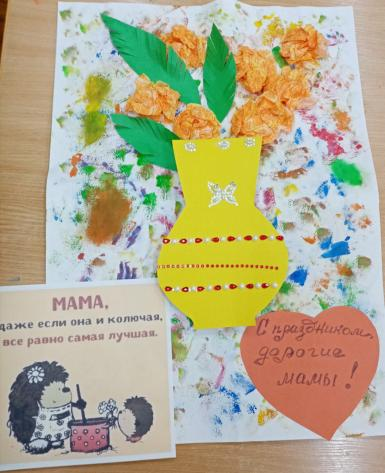 МАМА,
даже если она и колючая,
все равно самая лучшая.
С праздником,
дорогие
мамы!